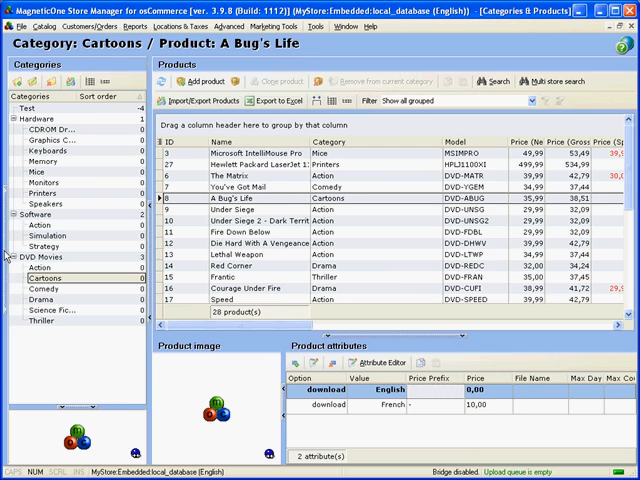 MagneticOne Store Manager for osCommerce [ver. 3.9.8 (Build: 1112)] (MyStore:Embedded:local_database (English)) - [Categories & Products]
File Catalog Customers/Orders Reports Locations & Taxes Advanced Marketing Tools Tools Window Help
Category: Cartoons / Product: A Bug's Life
Categories
Categories Sort order
Test -4
Hardware 1
CDROM Dr... 0
Graphics C... 0
Keyboards 0
Memory 0
Mice 0
Monitors 0
Printers 0
Speakers 0
Software 2
Action 0
Simulation 0
Strategy 0
DVD Movies 3
Action 0
Cartoons 0
Comedy 0
Drama 0
Science Fic... 0
Thriller 0
Products
Add product Clone product Remove from current category Search Multi store search
Import/Export Products Export to Excel Filter Show all grouped
Drag a column header here to group by that column
ID Name Category Model Price (Ne Price (Gross Price (Sp
3 Microsoft IntelliMouse Pro Mice MSIMPRO 49,99 53,49 39,9
27 Hewlett Packard LaserJet 1: Printers HPLJ1100XI 499,99 534,99
6 The Matrix Action DVD-MATR 39,99 42,79 30,0
7 You've Got Mail Comedy DVD-YGEM 34,99 37,44
8 A Bug's Life Cartoons DVD-ABUG 35,99 38,51
9 Under Siege Action DVD-UNSG 29,99 32,09
10 Under Siege 2 - Dark Territ Action DVD-UNSG2 29,99 32,09
11 Fire Down Below Action DVD-FDBL 29,99 32,09
12 Die Hard With A Vengeance Action DVD-DHWV 39,99 42,79
13 Lethal Weapon Action DVD-LTWP 34,99 37,44
14 Red Corner Drama DVD-REDC 32,00 34,24
15 Frantic Thriller DVD-FRAN 35,00 37,45
16 Courage Under Fire Drama DVD-CUFI 38,99 41,72 29,9
17 Speed Action DVD-SPEED 39,99 42,79
28 product(s)
Product image
Product attributes
Attribute Editor
Option Value Price Prefix Price File Name Max Day Max Cou
download English 0,00
download French - 10,00
2 attribute(s)
CAPS NUM SCRL INS MyStore:Embedded:local_database (English) Bridge disabled. Upload queue is empty